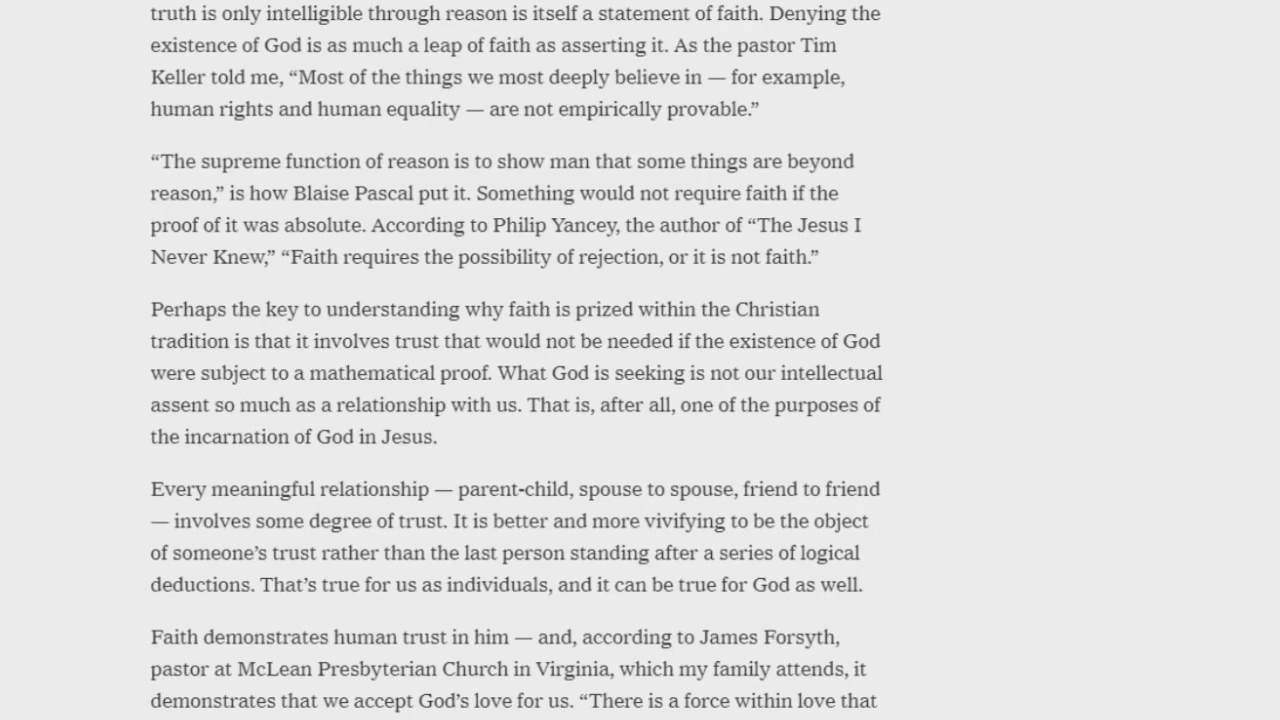 truth is only intelligible through reason is itself a statement of faith. Denying the
existence of God is as much a leap of faith as asserting it. As the pastor Tim
Keller told me, “Most of the things we most deeply believe in — for example,
human rights and human equality — are not empirically provable.”
“The supreme function of reason is to show man that some things are beyond
reason,” is how Blaise Pascal put it. Something would not require faith if the
proof of it was absolute. According to Philip Yancey, the author of “The Jesus I
Never Knew,” “Faith requires the possibility of rejection, or it is not faith.”
Perhaps the key to understanding why faith is prized within the Christian
tradition is that it involves trust that would not be needed if the existence of God
were subject to a mathematical proof. What God is seeking is not our intellectual
assent so much as a relationship with us. That is, after all, one of the purposes of
the incarnation of God in Jesus.
Every meaningful relationship — parent-child, spouse to spouse, friend to friend
— involves some degree of trust. It is better and more vivifying to be the object
of someone’s trust rather than the last person standing after a series of logical
deductions. That’s true for us as individuals, and it can be true for God as well.
Faith demonstrates human trust in him — and, according to James Forsyth,
pastor at McLean Presbyterian Church in Virginia, which my family attends, it
demonstrates that we accept God’s love for us. “There is a force within love that